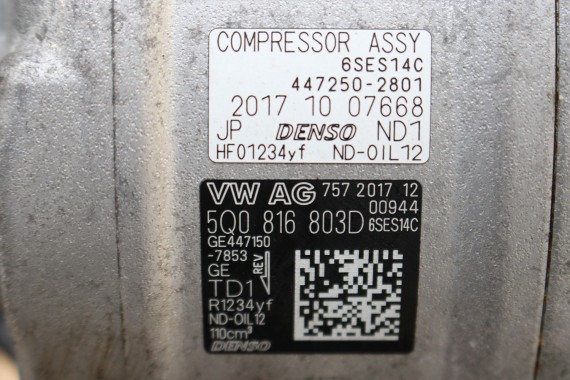 COMPRESSOR ASSY
6SES14C
447250-2801
2017 10 07668
JP DENSO ND1
HF01234yf ND-OIL12
VW AG 757 2017 12
00944
5Q0 816 803D 6SES14C
GE447150
-7853
GE
REV
TD1
R1234yf
ND-OIL12
110cm³
DENSO